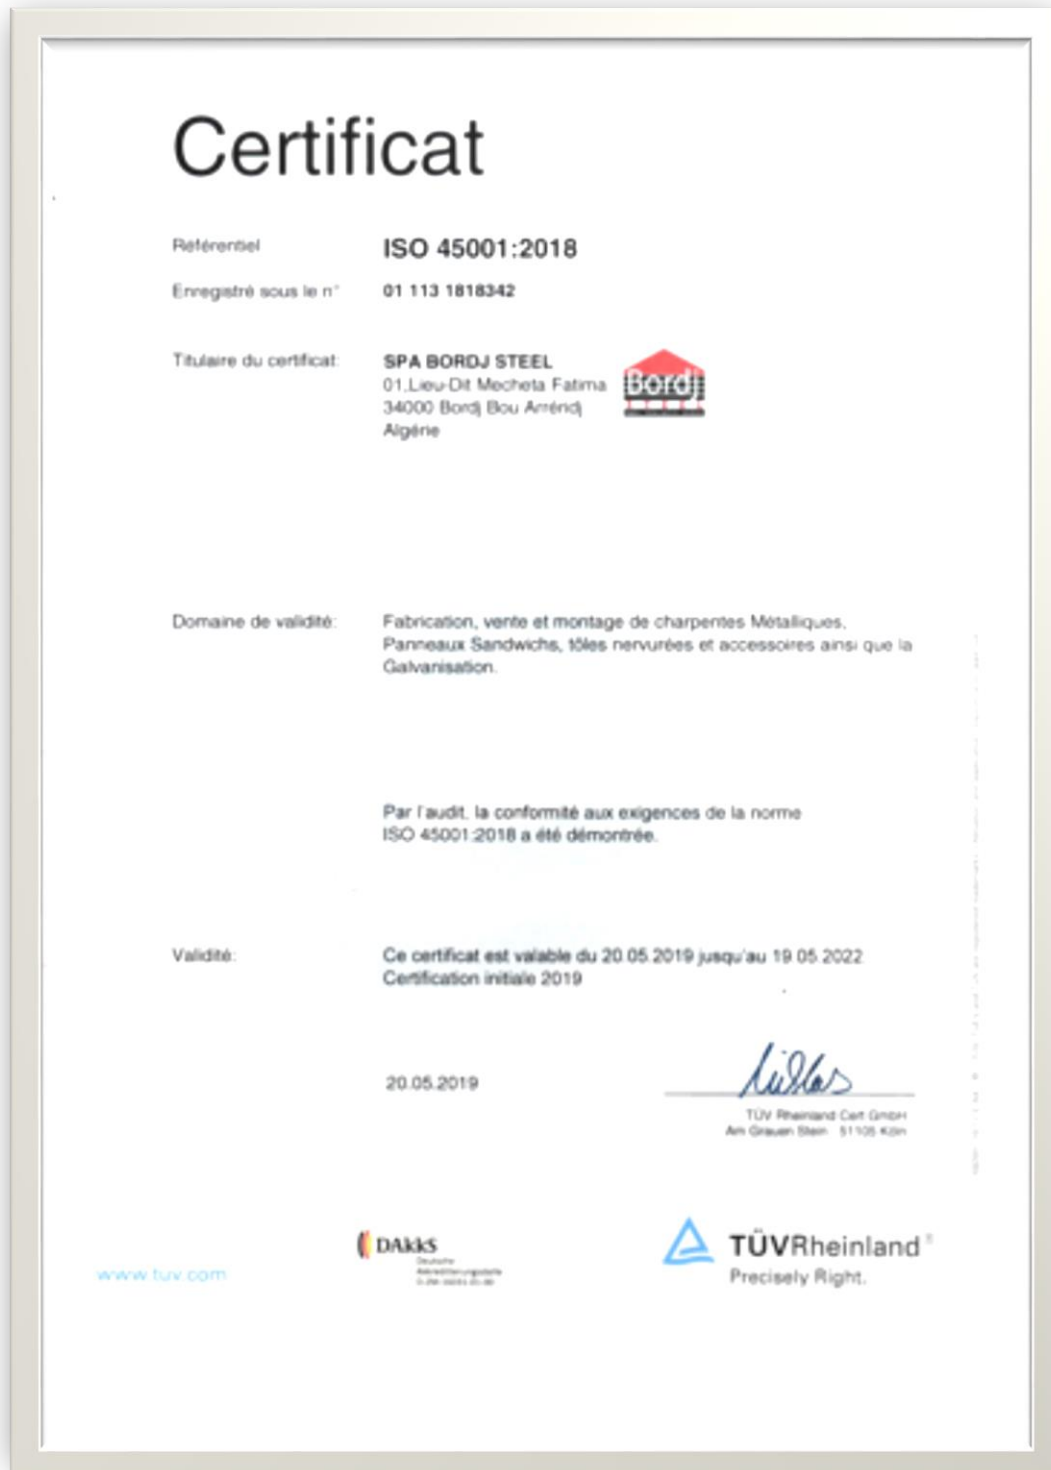 Certificat
Référentiel ISO 45001:2018
Enregistré sous le n° 01 113 1818342
Titulaire du certificat: SPA BORDJ STEEL
01,Lieu-Dit Mecheta Fatima
34000 Bordj Bou Arréridj
Algérie
Bordj
Domaine de validité: Fabrication, vente et montage de charpentes Métalliques,
Panneaux Sandwichs, tôles nervurées et accessoires ainsi que la
Galvanisation.
Par l'audit, la conformité aux exigences de la norme
ISO 45001:2018 a été démontrée.
Validité: Ce certificat est valable du 20.05.2019 jusqu'au 19.05.2022
Certification initiale 2019
20.05.2019
TÜV Rheinland Cert GmbH
Am Grauen Stein 51105 Köln
www.tuv.com
DAkkS
Deutsche
Akkreditierungsstelle
TÜVRheinland®
Precisely Right.